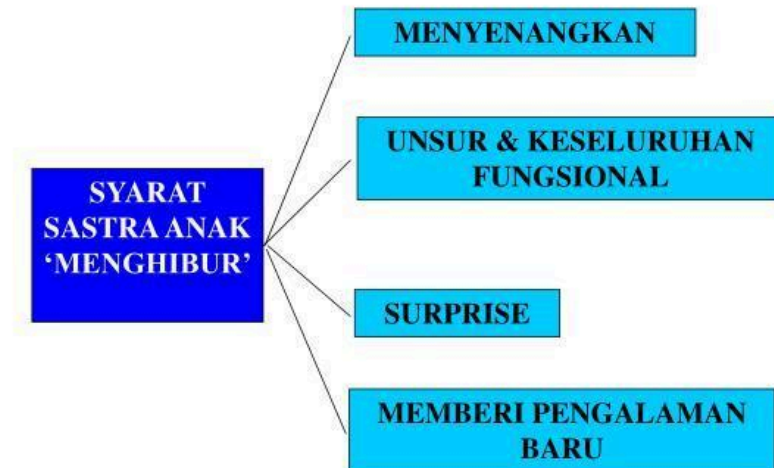 MENYENANGKAN
UNSUR & KESELURUHAN
FUNGSIONAL
SYARAT
SASTRA ANAK
‘MENGHIBUR’
SURPRISE
MEMBERI PENGALAMAN
BARU